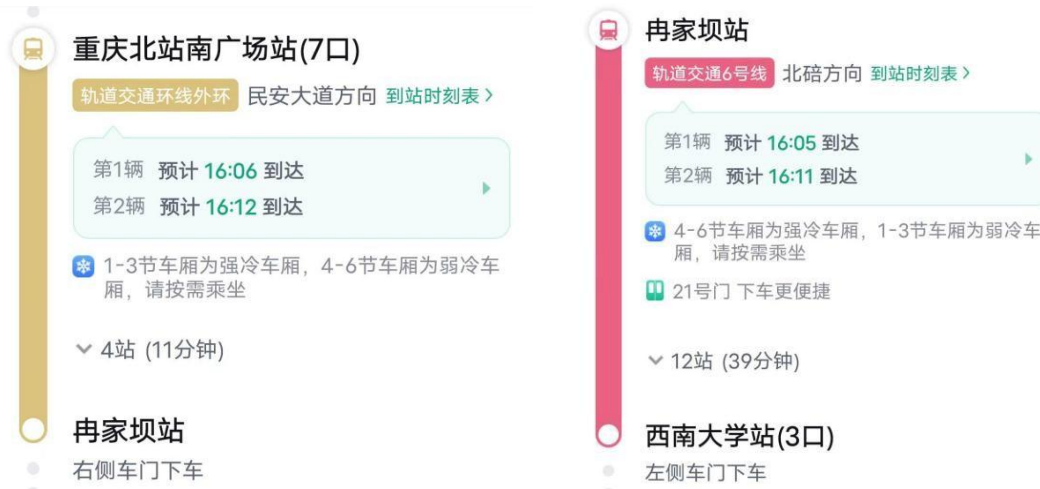 重庆北站南广场站(7口)
轨道交通环线外环 民安大道方向 到站时刻表
第1辆 预计 16:06 到达
第2辆 预计 16:12 到达
1-3节车厢为强冷车厢，4-6节车厢为弱冷车
厢，请按需乘坐
4站 (11分钟)
冉家坝站
右侧车门下车
冉家坝站
轨道交通6号线 北碚方向 到站时刻表
第1辆 预计 16:05 到达
第2辆 预计 16:11 到达
4-6节车厢为强冷车厢，1-3节车厢为弱冷车
厢，请按需乘坐
21号门 下车更便捷
12站 (39分钟)
西南大学站(3口)
左侧车门下车